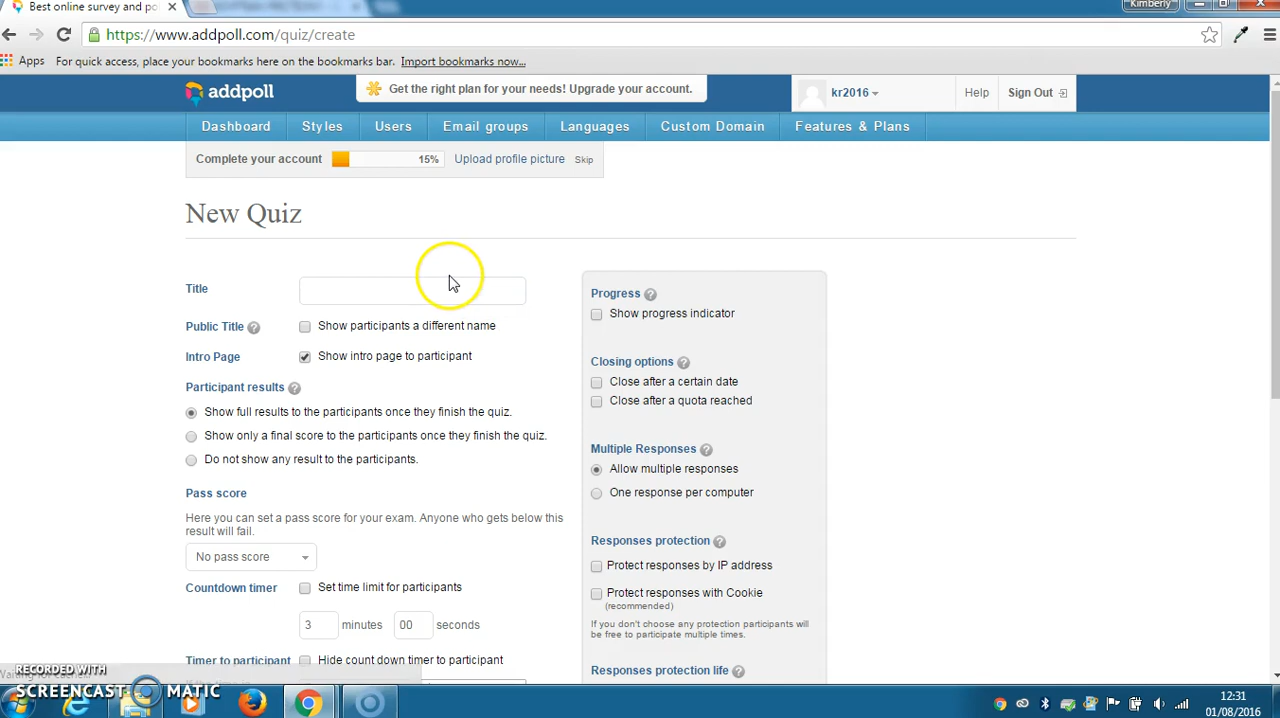 Best online survey and po
Kimberly
https://www.addpoll.com/quiz/create
Apps For quick access, place your bookmarks here on the bookmarks bar. Import bookmarks now...
addpoll
Get the right plan for your needs! Upgrade your account.
kr2016
Help
Sign Out
Dashboard Styles Users Email groups Languages Custom Domain Features & Plans
Complete your account 15% Upload profile picture Skip
New Quiz
Title
Public Title ? Show participants a different name
Intro Page Show intro page to participant
Participant results ?
Show full results to the participants once they finish the quiz.
Show only a final score to the participants once they finish the quiz.
Do not show any result to the participants.
Pass score
Here you can set a pass score for your exam. Anyone who gets below this
result will fail.
No pass score
Countdown timer Set time limit for participants
3 minutes 00 seconds
Timer to participant Hide count down timer to participant
Progress ?
Show progress indicator
Closing options ?
Close after a certain date
Close after a quota reached
Multiple Responses ?
Allow multiple responses
One response per computer
Responses protection ?
Protect responses by IP address
Protect responses with Cookie
(recommended)
If you don't choose any protection participants will
be free to participate multiple times.
Responses protection life ?
RECORDED WITH
SCREENCAST MATIC
12:31
01/08/2016